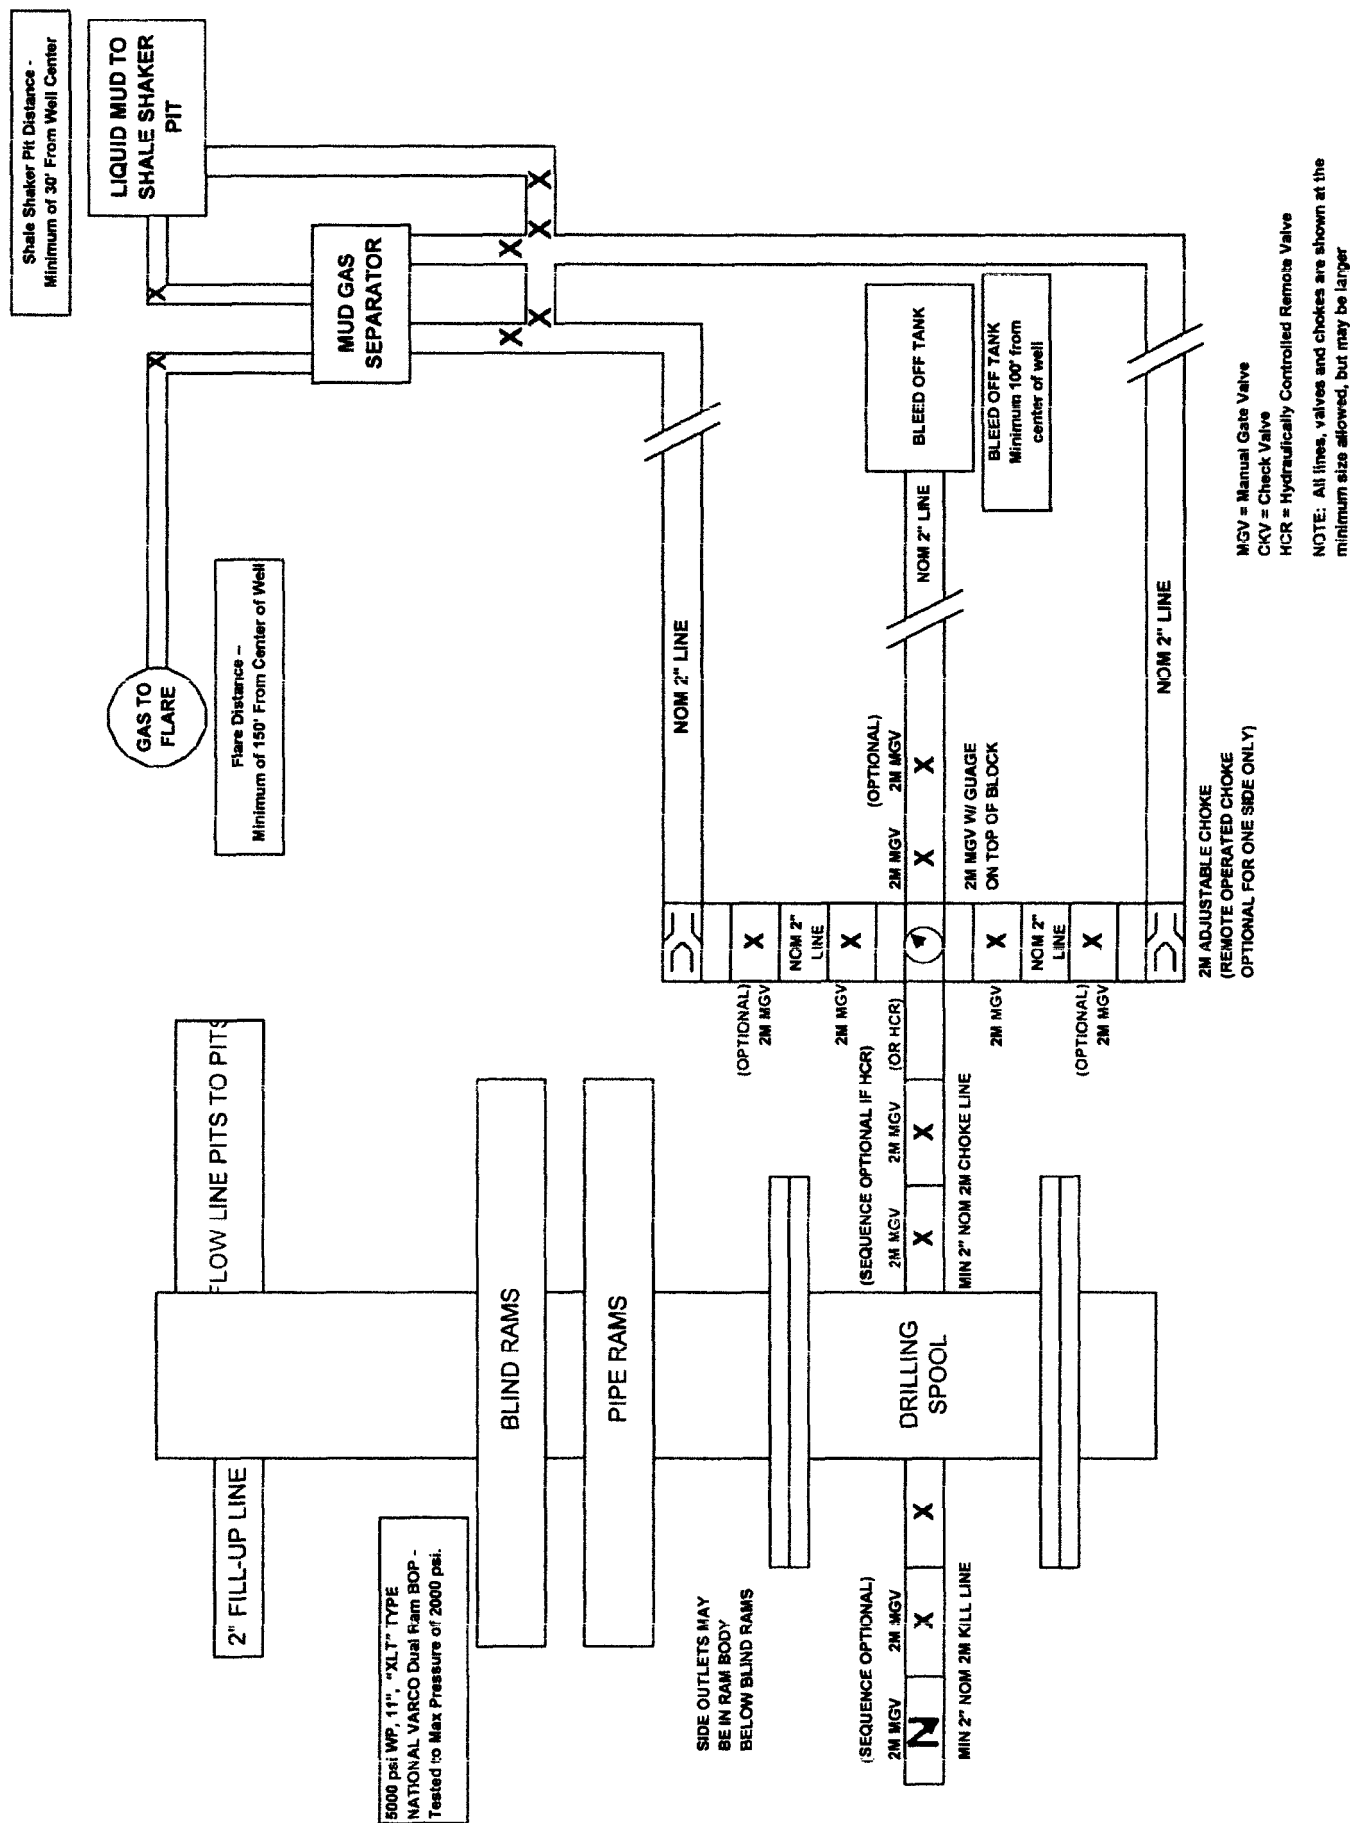 Shale Shaker Pit Distance -
Minimum of 30' From Well Center
LIQUID MUD TO
SHALE SHAKER
PIT
MUD GAS
SEPARATOR
GAS TO
FLARE
Flare Distance –
Minimum of 150' From Center of Well
FLOW LINE PITS TO PITS
2" FILL-UP LINE
5000 psi WP, 11", "XLT" TYPE
NATIONAL VARCO Dual Ram BOP -
Tested to Max Pressure of 2000 psi.
BLIND RAMS
PIPE RAMS
SIDE OUTLETS MAY
BE IN RAM BODY
BELOW BLIND RAMS
DRILLING
SPOOL
(SEQUENCE OPTIONAL)
2M MGV
2M MGV
MIN 2" NOM 2M KILL LINE
(SEQUENCE OPTIONAL IF HCR)
2M MGV
2M MGV
(OR HCR)
MIN 2" NOM 2M CHOKE LINE
(OPTIONAL)
2M MGV
NOM 2"
LINE
2M MGV
2M MGV
NOM 2"
LINE
(OPTIONAL)
2M MGV
2M MGV
(OPTIONAL)
2M MGV
2M MGV W/ GUAGE
ON TOP OF BLOCK
NOM 2" LINE
NOM 2" LINE
NOM 2" LINE
BLEED OFF TANK
BLEED OFF TANK
Minimum 100' from
center of well
2M ADJUSTABLE CHOKE
(REMOTE OPERATED CHOKE
OPTIONAL FOR ONE SIDE ONLY)
MGV = Manual Gate Valve
CKV = Check Valve
HCR = Hydraulically Controlled Remote Valve
NOTE: All lines, valves and chokes are shown at the
minimum size allowed, but may be larger